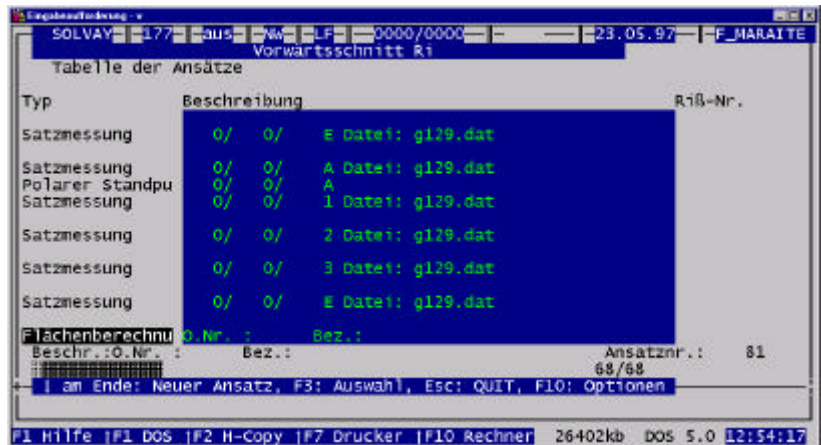 Eingabeaufforderung - v
SOLVAY 177 aus NW LF 0000/0000 - 23.05.97 F_MARAITE
Vorwärtsschnitt Ri
Tabelle der Ansätze
Typ Beschreibung Riß-Nr.
Satzmessung 0/ 0/ E Datei: g129.dat
Satzmessung 0/ 0/ A Datei: g129.dat
Polarer Standpu 0/ 0/ A
Satzmessung 0/ 0/ 1 Datei: g129.dat
Satzmessung 0/ 0/ 2 Datei: g129.dat
Satzmessung 0/ 0/ 3 Datei: g129.dat
Satzmessung 0/ 0/ E Datei: g129.dat
Flächenberechnu O.Nr. : Bez.:
Beschr.:O.Nr. : Bez.: Ansatznr.: 81
68/68
↓ am Ende: Neuer Ansatz, F3: Auswahl, Esc: QUIT, F10: Optionen
F1 Hilfe ↑F1 DOS ↑F2 H-Copy ↑F7 Drucker ↑F10 Rechner 26402kb DOS 5.0 12:54:17